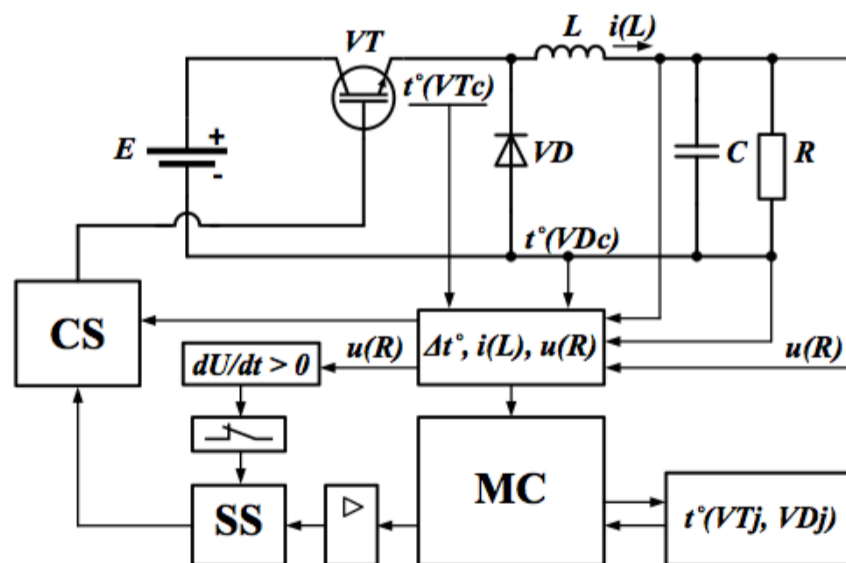 VT
L
i(L)
t°(VTc)
E
+
-
VD
C
R
t°(VDc)
CS
Δt°, i(L), u(R)
u(R)
u(R)
dU/dt > 0
MC
SS
▷
t°(VTj, VDj)